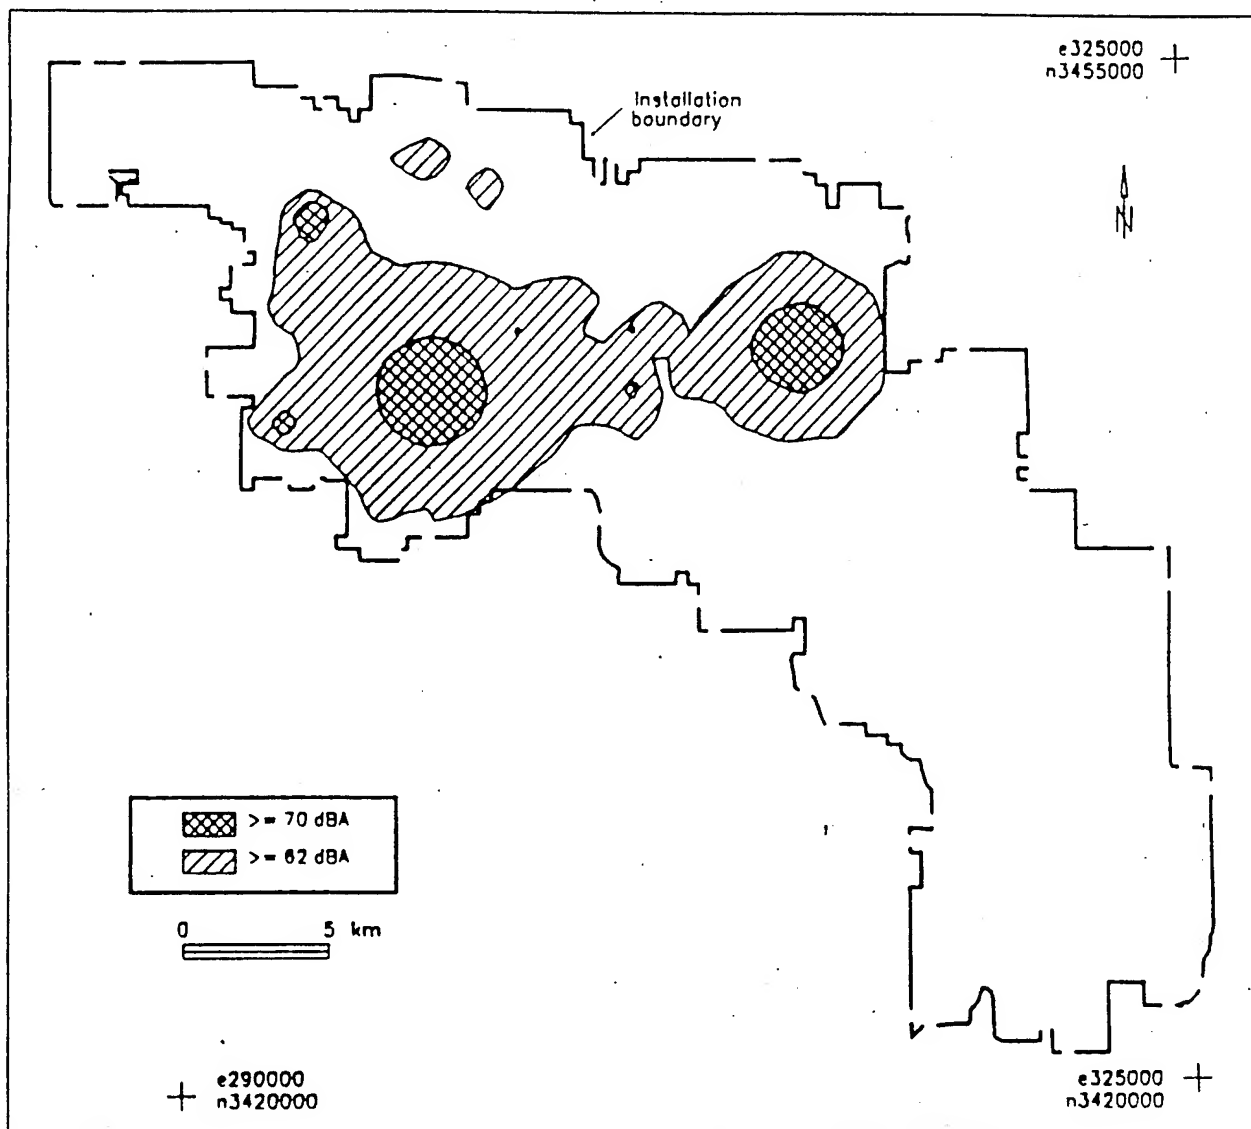 e325000
n3455000
Installation
boundary
N
>= 70 dBA
>= 62 dBA
0 5 km
e290000
n3420000
e325000
n3420000